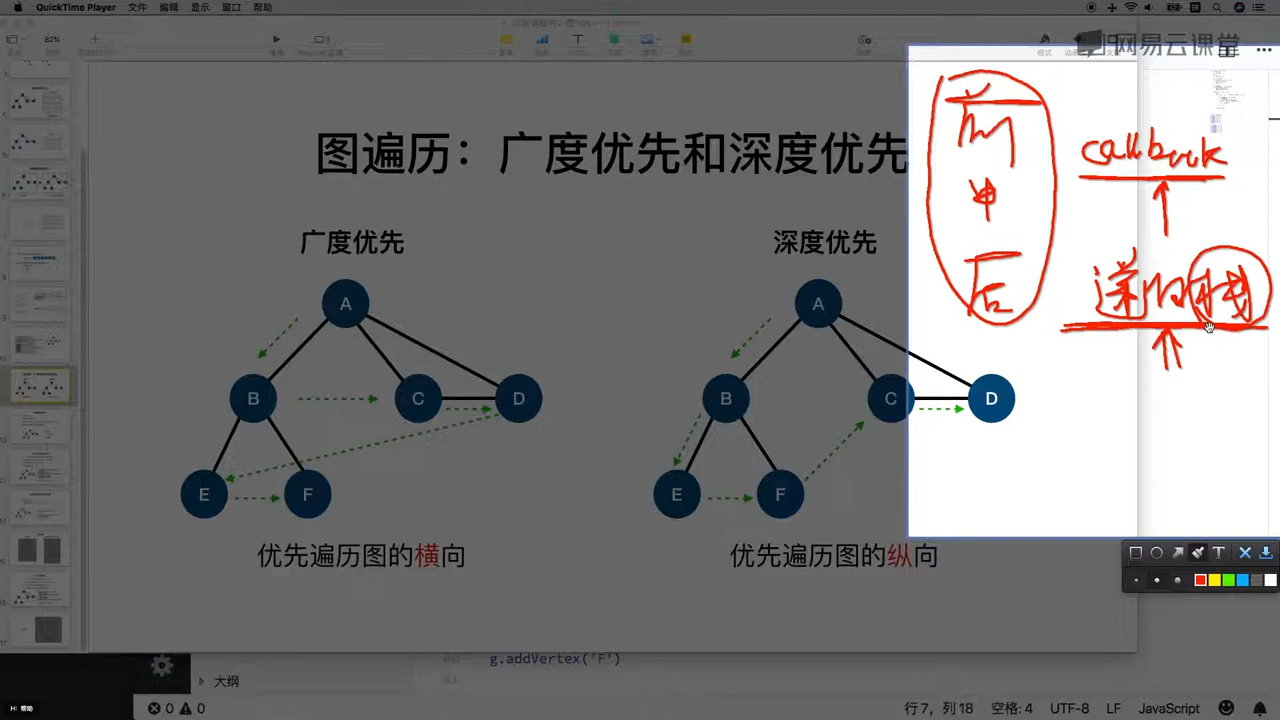 QuickTime Player 文件 编辑 显示 窗口 帮助
82%
网易云课堂
图遍历：广度优先和深度优先
前
中
后
callback
递归栈
广度优先
深度优先
A
B
C
D
E
F
A
B
C
D
E
F
优先遍历图的横向
优先遍历图的纵向
g.addVertex('F')
大纲
H: 帮助
0 0
行 7，列 18 空格: 4 UTF-8 LF JavaScript